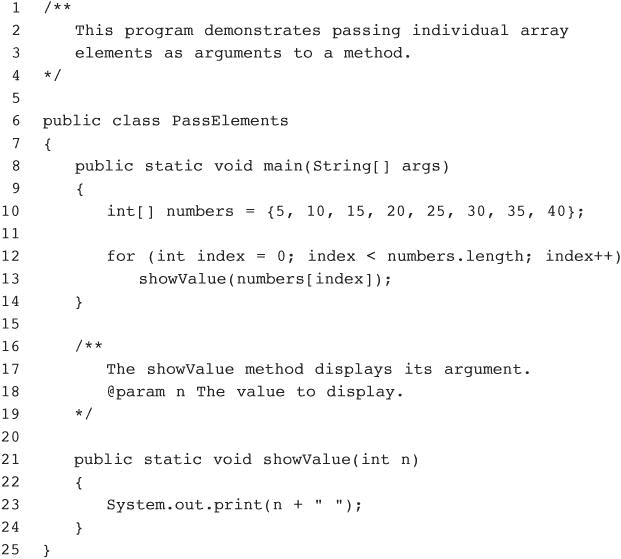 1 /**
2    This program demonstrates passing individual array
3    elements as arguments to a method.
4 */
5
6 public class PassElements
7 {
8    public static void main(String[] args)
9    {
10       int[] numbers = {5, 10, 15, 20, 25, 30, 35, 40};
11
12       for (int index = 0; index < numbers.length; index++)
13          showValue(numbers[index]);
14    }
15
16    /**
17       The showValue method displays its argument.
18       @param n The value to display.
19    */
20
21    public static void showValue(int n)
22    {
23       System.out.print(n + " ");
24    }
25 }